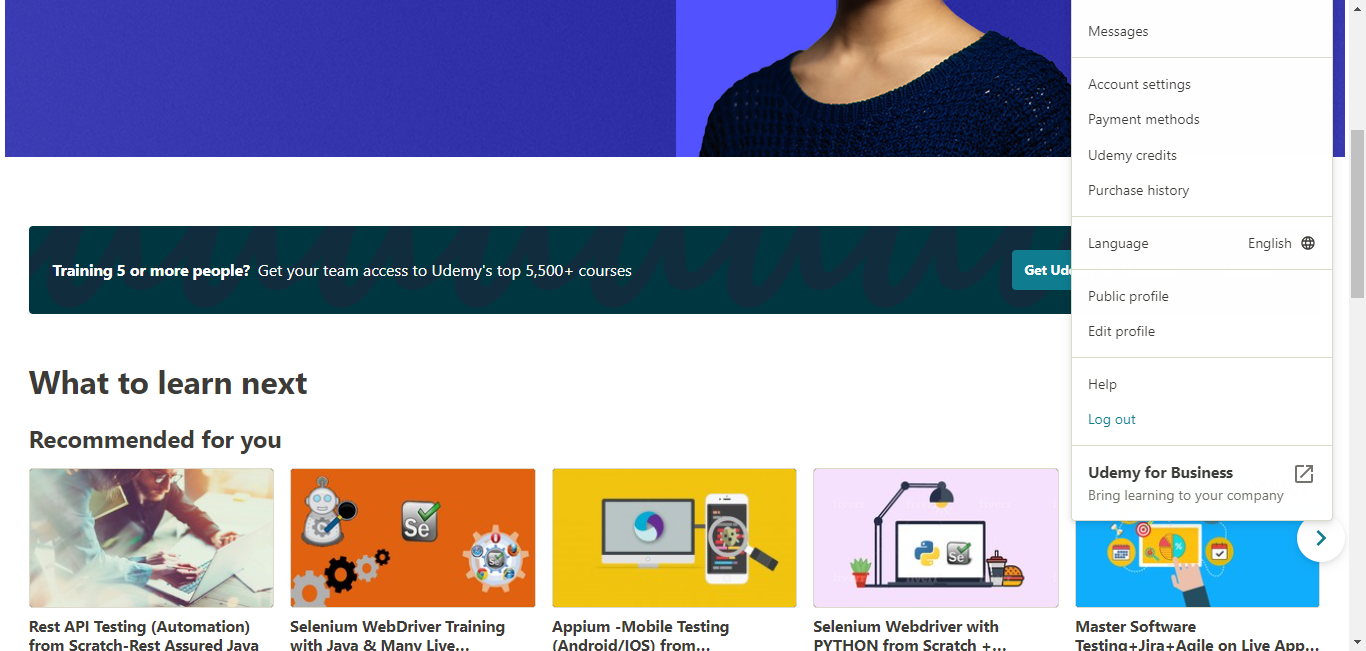 Messages
Account settings
Payment methods
Udemy credits
Purchase history
Language English
Public profile
Edit profile
Help
Log out
Udemy for Business
Bring learning to your company
Training 5 or more people? Get your team access to Udemy's top 5,500+ courses
Get Ude
What to learn next
Recommended for you
Se
Rest API Testing (Automation)
from Scratch-Rest Assured Java
Selenium WebDriver Training
with Java & Many Live...
Appium -Mobile Testing
(Android/IOS) from...
Selenium Webdriver with
PYTHON from Scratch +...
Master Software
Testing+Jira+Agile on Live App...